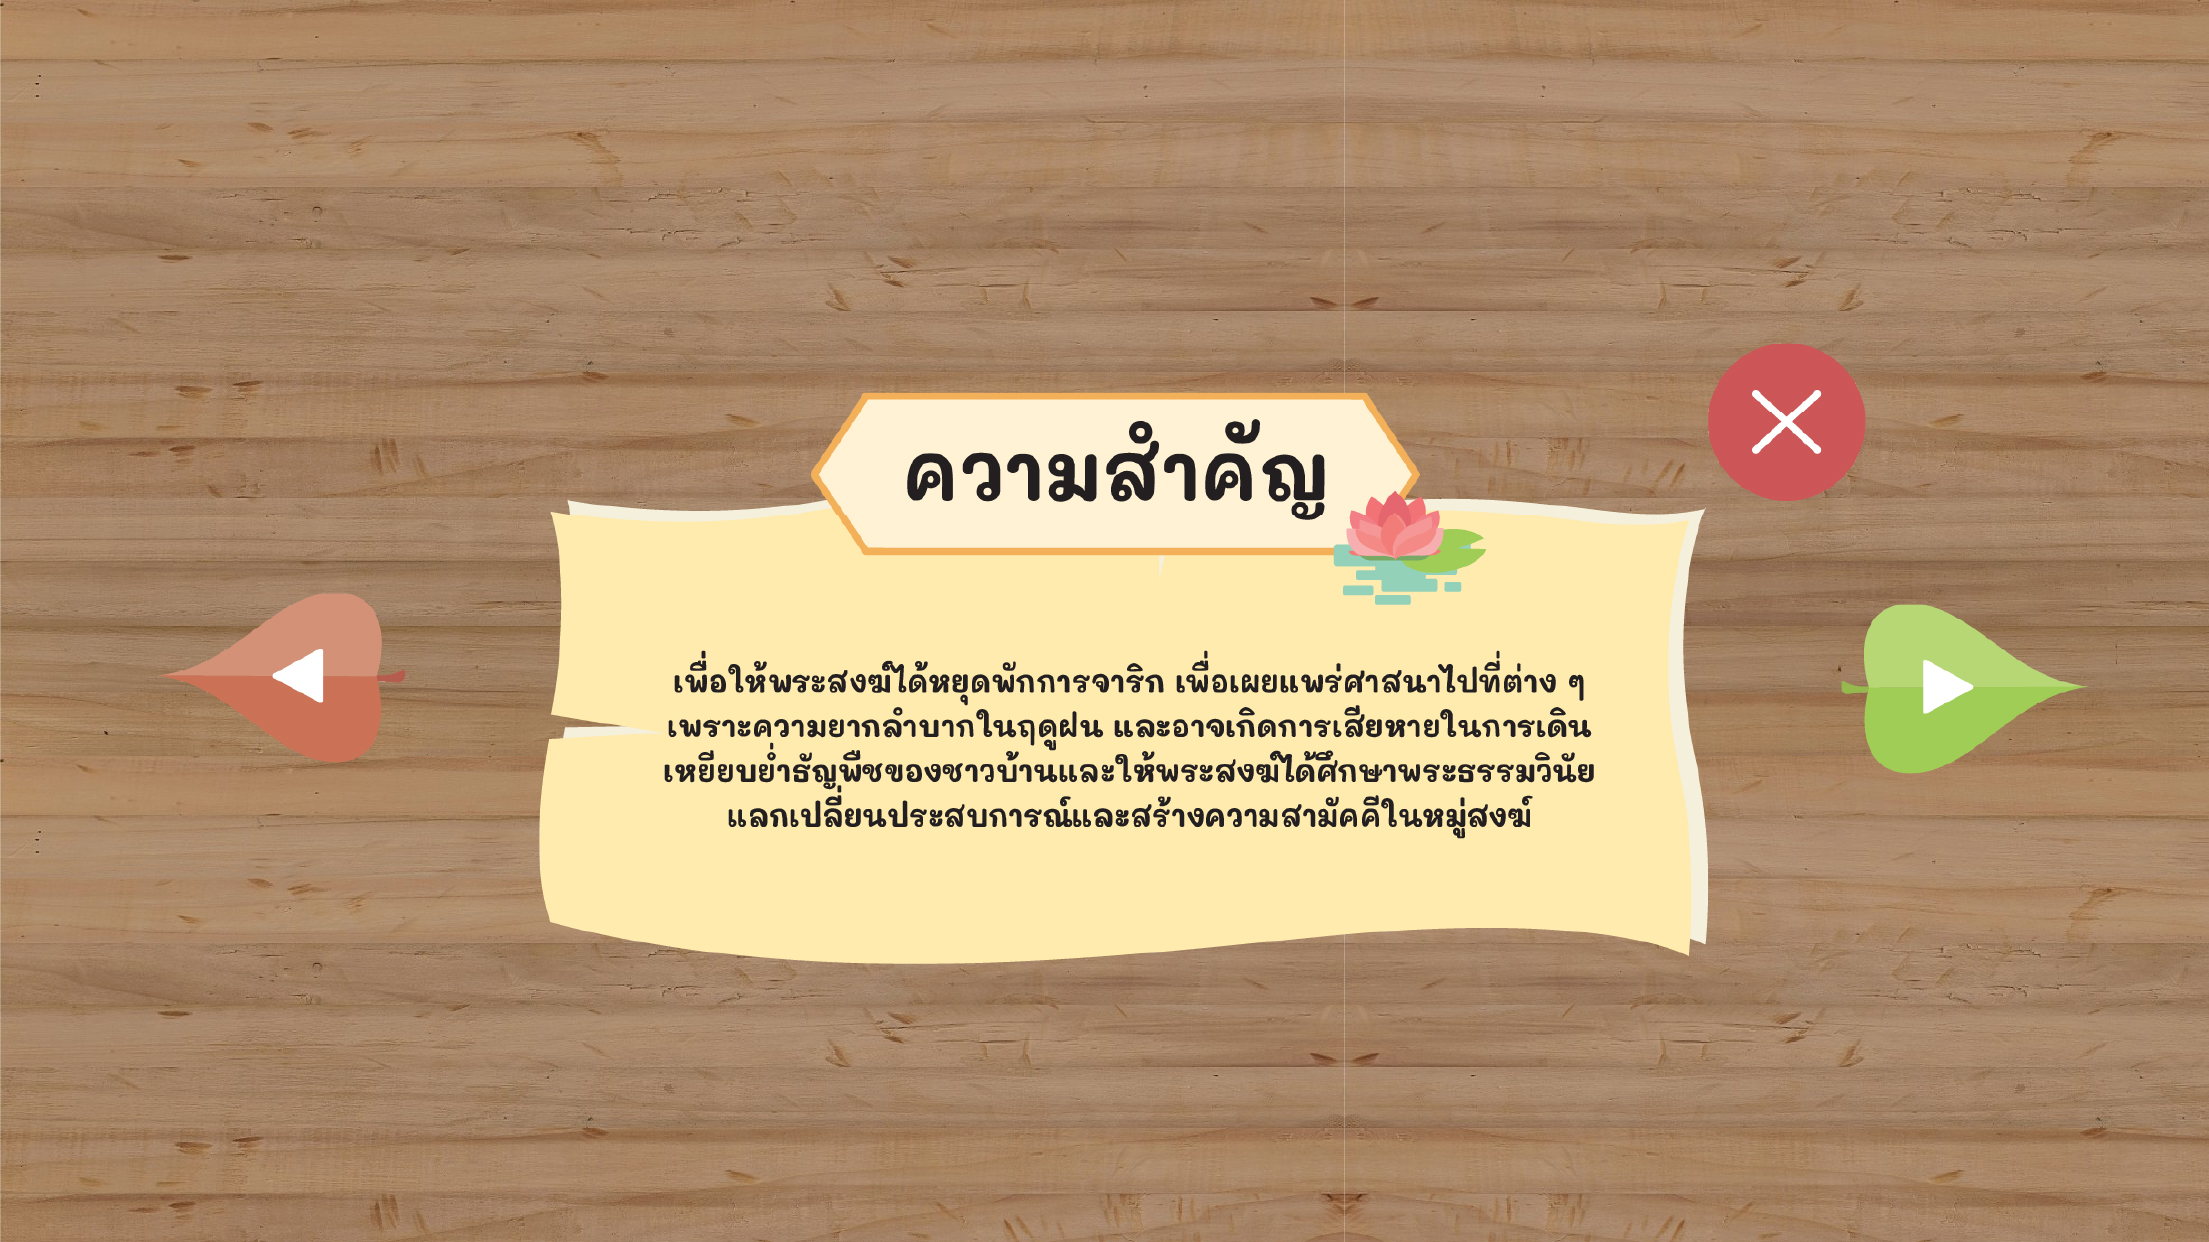 ความสำคัญ
เพื่อให้พระสงฆ์ได้หยุดพักการจาริก เพื่อเผยแพร่ศาสนาไปที่ต่าง ๆ
เพราะความยากลำบากในฤดูฝน และอาจเกิดการเสียหายในการเดิน
เหยียบย่ำธัญพืชของชาวบ้านและให้พระสงฆ์ได้ศึกษาพระธรรมวินัย
แลกเปลี่ยนประสบการณ์และสร้างความสามัคคีในหมู่สงฆ์